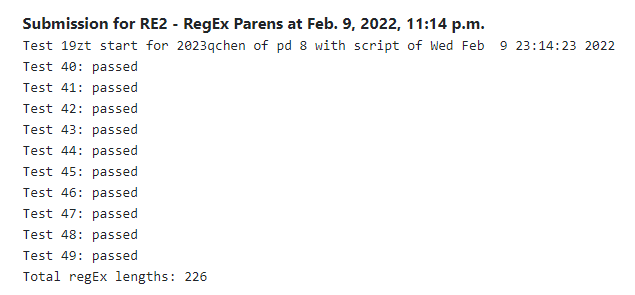 Submission for RE2 - RegEx Parens at Feb. 9, 2022, 11:14 p.m.
Test 19zt start for 2023qchen of pd 8 with script of Wed Feb  9 23:14:23 2022
Test 40: passed
Test 41: passed
Test 42: passed
Test 43: passed
Test 44: passed
Test 45: passed
Test 46: passed
Test 47: passed
Test 48: passed
Test 49: passed
Total regEx lengths: 226